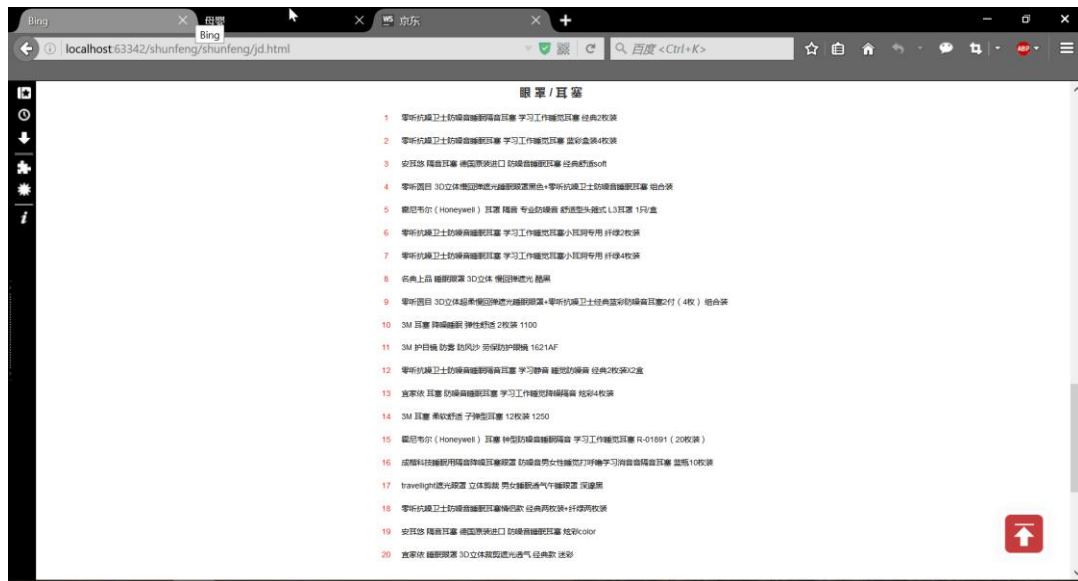 Bing
母婴
京东
Bing
localhost:63342/shunfeng/shunfeng/jd.html
百度 <Ctrl+K>
ABP
眼罩/耳塞
1 零听抗噪卫士防噪音睡眠隔音耳塞 学习工作睡觉耳塞 经典2枚装
2 零听抗噪卫士防噪音睡眠耳塞 学习工作睡觉耳塞 蓝彩盒装4枚装
3 安耳悠 隔音耳塞 德国原装进口 防噪音睡眠耳塞 经典舒适soft
4 零听圆目 3D立体慢回弹遮光睡眠眼罩黑色+零听抗噪卫士防噪音睡眠耳塞 组合装
5 霍尼韦尔（Honeywell） 耳罩 隔音 专业防噪音 舒适型头箍式 L3耳罩 1只/盒
6 零听抗噪卫士防噪音睡眠耳塞 学习工作睡觉耳塞小耳洞专用 纤绿2枚装
7 零听抗噪卫士防噪音睡眠耳塞 学习工作睡觉耳塞小耳洞专用 纤绿4枚装
8 名典上品 睡眠眼罩 3D立体 慢回弹遮光 酷黑
9 零听圆目 3D立体超柔慢回弹遮光睡眠眼罩+零听抗噪卫士经典蓝彩防噪音耳塞2付（4枚） 组合装
10 3M 耳塞 降噪睡眠 弹性舒适 2枚装 1100
11 3M 护目镜 防雾 防风沙 劳保防护眼镜 1621AF
12 零听抗噪卫士防噪音睡眠隔音耳塞 学习静音 睡觉防噪音 经典2枚装X2盒
13 宜家依 耳塞 防噪音睡眠耳塞 学习工作睡觉降噪隔音 炫彩4枚装
14 3M 耳塞 柔软舒适 子弹型耳塞 12枚装 1250
15 霍尼韦尔（Honeywell） 耳塞 钟型防噪音睡眠隔音 学习工作睡觉耳塞 R-01891（20枚装）
16 成楷科技睡眠用隔音降噪耳塞眼罩 防噪音男女性睡觉打呼噜学习消音音隔音耳塞 蓝瓶10枚装
17 travellight遮光眼罩 立体剪裁 男女睡眠透气午睡眼罩 深邃黑
18 零听抗噪卫士防噪音睡眠耳塞情侣款 经典两枚装+纤绿两枚装
19 安耳悠 隔音耳塞 德国原装进口 防噪音睡眠耳塞 炫彩color
20 宜家依 睡眠眼罩 3D立体裁剪遮光透气 经典款 迷彩